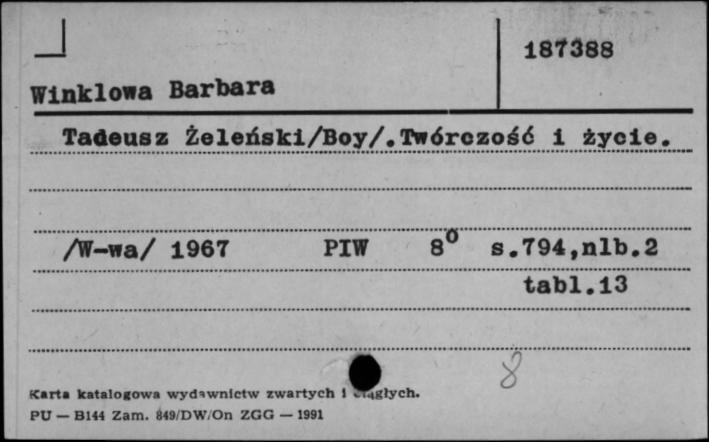 187388
Winklowa Barbara
Tadeusz Żeleński/Boy/.Twórczość i życie.
/W-wa/ 1967 PIW 8⁰ s.794,nlb.2
tabl.13
8
Karta katalogowa wydawnictw zwartych i ciągłych.
PU — B144 Zam. 849/DW/On ZGG — 1991